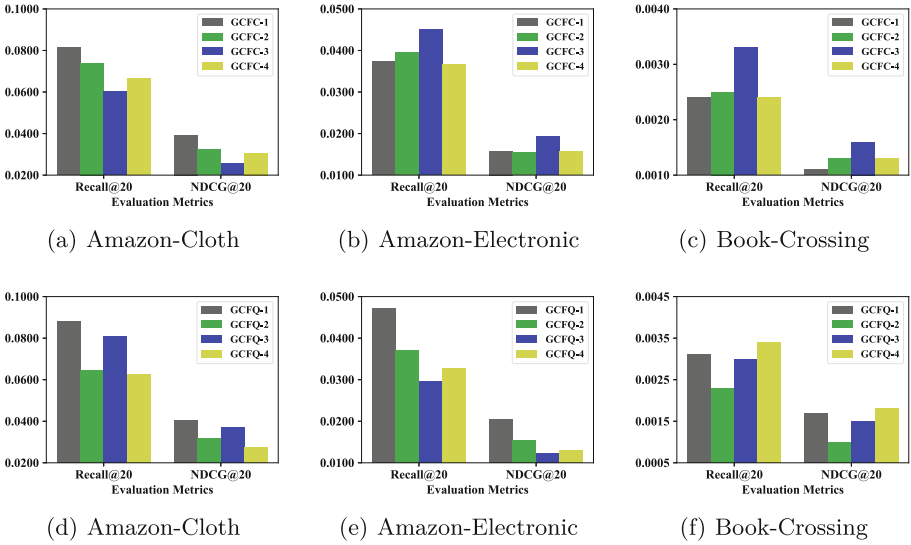 0.1000
0.0800
0.0600
0.0400
0.0200
GCFC-1
GCFC-2
GCFC-3
GCFC-4
Recall@20 NDCG@20
Evaluation Metrics
(a) Amazon-Cloth
0.0500
0.0400
0.0300
0.0200
0.0100
GCFC-1
GCFC-2
GCFC-3
GCFC-4
Recall@20 NDCG@20
Evaluation Metrics
(b) Amazon-Electronic
0.0040
0.0030
0.0020
0.0010
GCFC-1
GCFC-2
GCFC-3
GCFC-4
Recall@20 NDCG@20
Evaluation Metrics
(c) Book-Crossing
0.1000
0.0800
0.0600
0.0400
0.0200
GCFQ-1
GCFQ-2
GCFQ-3
GCFQ-4
Recall@20 NDCG@20
Evaluation Metrics
(d) Amazon-Cloth
0.0500
0.0400
0.0300
0.0200
0.0100
GCFQ-1
GCFQ-2
GCFQ-3
GCFQ-4
Recall@20 NDCG@20
Evaluation Metrics
(e) Amazon-Electronic
0.0045
0.0035
0.0025
0.0015
0.0005
GCFQ-1
GCFQ-2
GCFQ-3
GCFQ-4
Recall@20 NDCG@20
Evaluation Metrics
(f) Book-Crossing